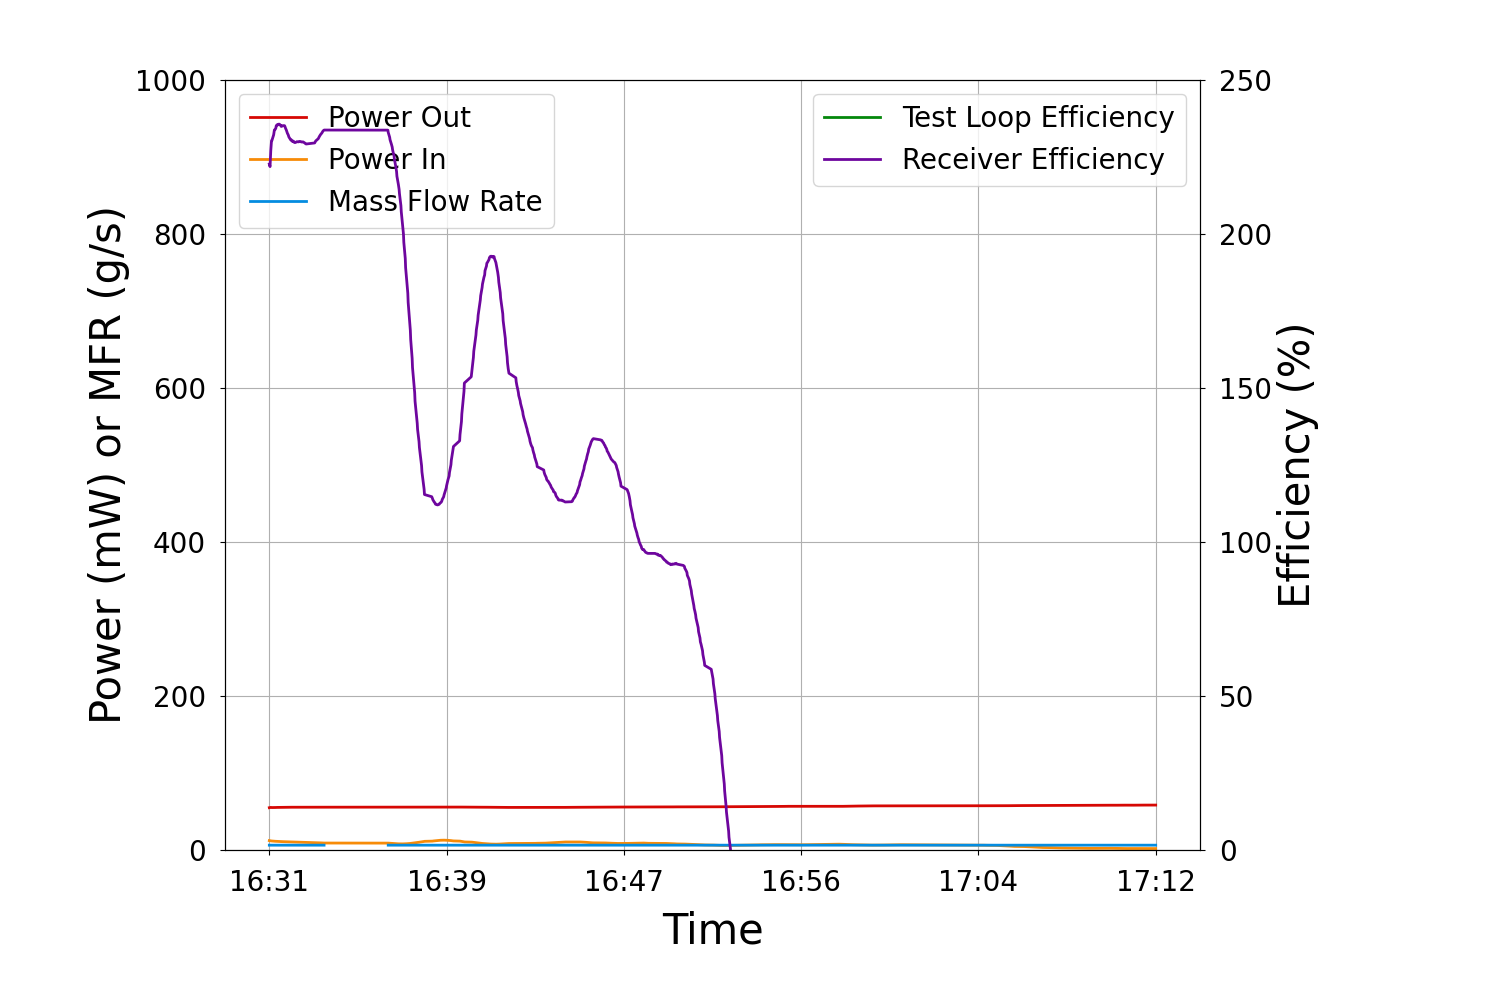 1000
800
600
400
200
0
Power (mW) or MFR (g/s)
Power Out
Power In
Mass Flow Rate
Test Loop Efficiency
Receiver Efficiency
250
200
150
100
50
0
Efficiency (%)
16:31 16:39 16:47 16:56 17:04 17:12
Time